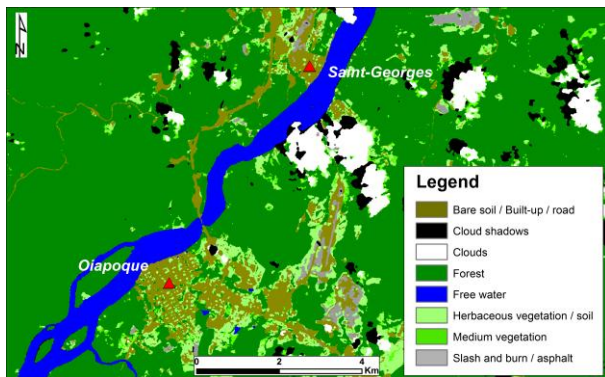 N
Saint-Georges
Oiapoque
Legend
Bare soil / Built-up / road
Cloud shadows
Clouds
Forest
Free water
Herbaceous vegetation / soil
Medium vegetation
Slash and burn / asphalt
0 2 4
Km